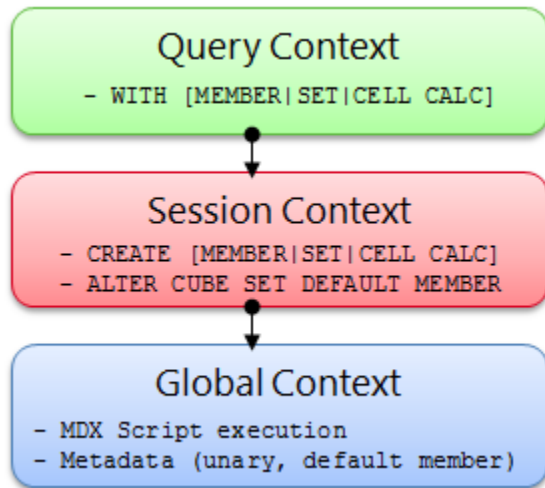 Query Context
- WITH [MEMBER|SET|CELL CALC]
Session Context
- CREATE [MEMBER|SET|CELL CALC]
- ALTER CUBE SET DEFAULT MEMBER
Global Context
- MDX Script execution
- Metadata (unary, default member)